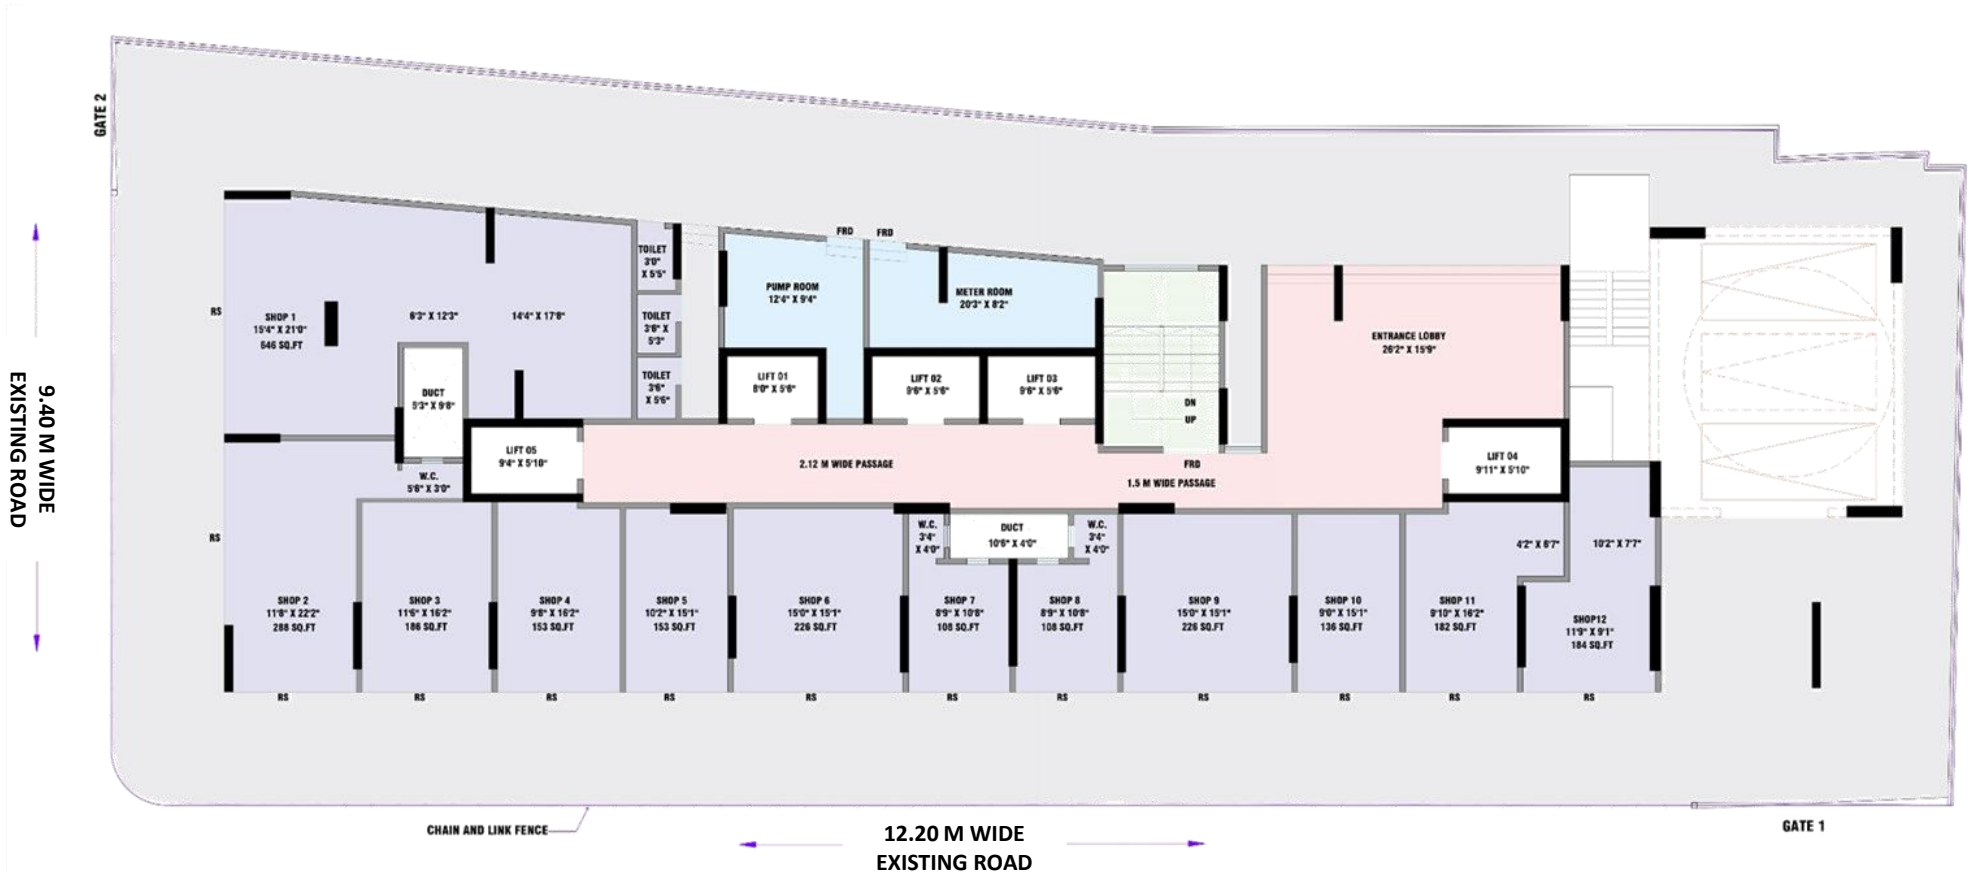 GATE 2
9.40 M WIDE
EXISTING ROAD
RS
SHOP 1
15'4" X 21'0"
646 SQ.FT
6'3" X 12'3"
14'4" X 17'8"
TOILET
3'0"
X 5'5"
TOILET
3'6" X
5'3"
TOILET
3'6"
X 5'6"
FRD
FRD
PUMP ROOM
12'4" X 9'4"
METER ROOM
20'3" X 8'2"
ENTRANCE LOBBY
26'2" X 15'9"
DUCT
5'3" X 9'8"
LIFT 01
8'0" X 5'6"
LIFT 02
9'6" X 5'6"
LIFT 03
9'6" X 5'6"
DN
UP
LIFT 05
9'4" X 5'10"
W.C.
5'6" X 3'0"
2.12 M WIDE PASSAGE
FRD
1.5 M WIDE PASSAGE
LIFT 04
9'11" X 5'10"
RS
W.C.
3'4"
X 4'0"
DUCT
10'6" X 4'0"
W.C.
3'4"
X 4'0"
4'2" X 6'7"
10'2" X 7'7"
SHOP 2
11'8" X 22'2"
288 SQ.FT
SHOP 3
11'6" X 16'2"
186 SQ.FT
SHOP 4
9'8" X 16'2"
153 SQ.FT
SHOP 5
10'2" X 15'1"
153 SQ.FT
SHOP 6
15'0" X 15'1"
226 SQ.FT
SHOP 7
8'9" X 10'8"
108 SQ.FT
SHOP 8
8'9" X 10'8"
108 SQ.FT
SHOP 9
15'0" X 15'1"
226 SQ.FT
SHOP 10
9'0" X 15'1"
136 SQ.FT
SHOP 11
9'10" X 16'2"
182 SQ.FT
SHOP12
11'9" X 9'1"
184 SQ.FT
RS
RS
RS
RS
RS
RS
RS
RS
RS
RS
RS
CHAIN AND LINK FENCE
12.20 M WIDE
EXISTING ROAD
GATE 1